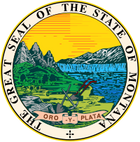 THE GREAT SEAL OF THE STATE OF MONTANA
ORO Y PLATA